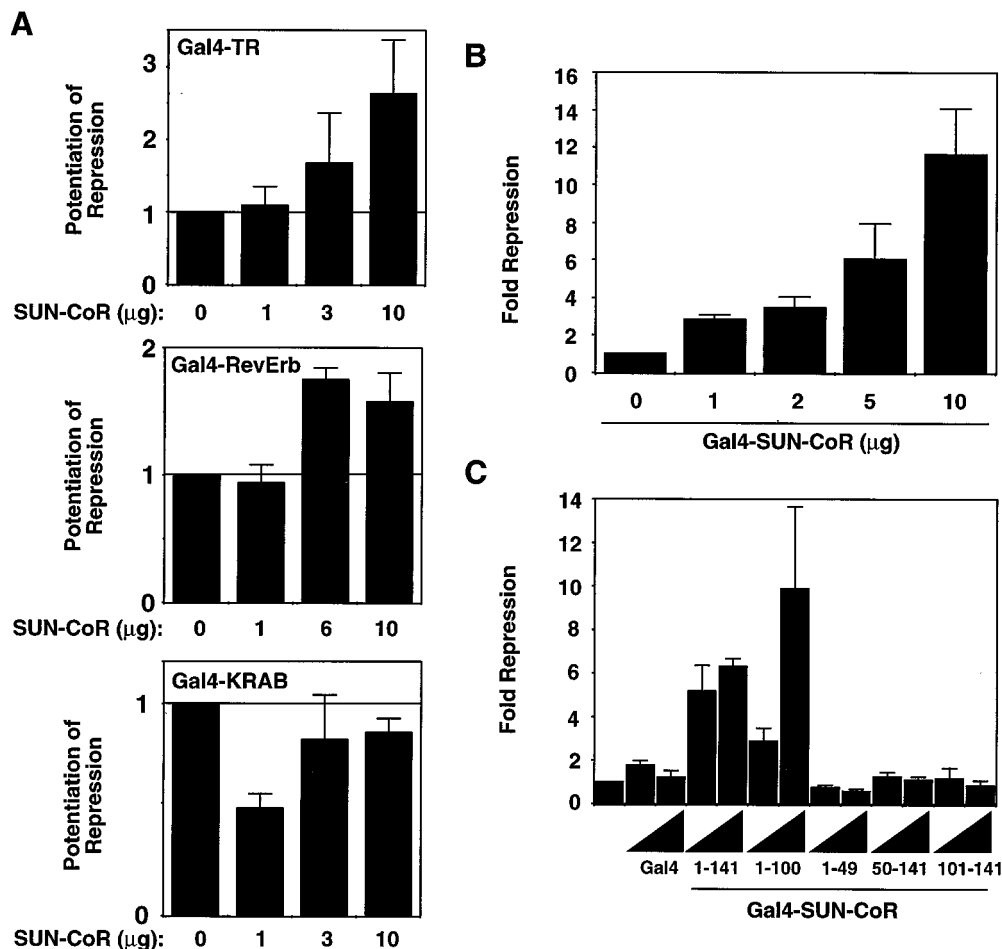 A
Gal4-TR
Potentiation of
Repression
3
2
1
0
SUN-CoR (μg): 0 1 3 10
Gal4-RevErb
Potentiation of
Repression
2
1
0
SUN-CoR (μg): 0 1 6 10
Gal4-KRAB
Potentiation of
Repression
1
0
SUN-CoR (μg): 0 1 3 10
B
Fold Repression
16
14
12
10
8
6
4
2
0
0 1 2 5 10
Gal4-SUN-CoR (μg)
C
Fold Repression
14
12
10
8
6
4
2
0
Gal4 1-141 1-100 1-49 50-141 101-141
Gal4-SUN-CoR